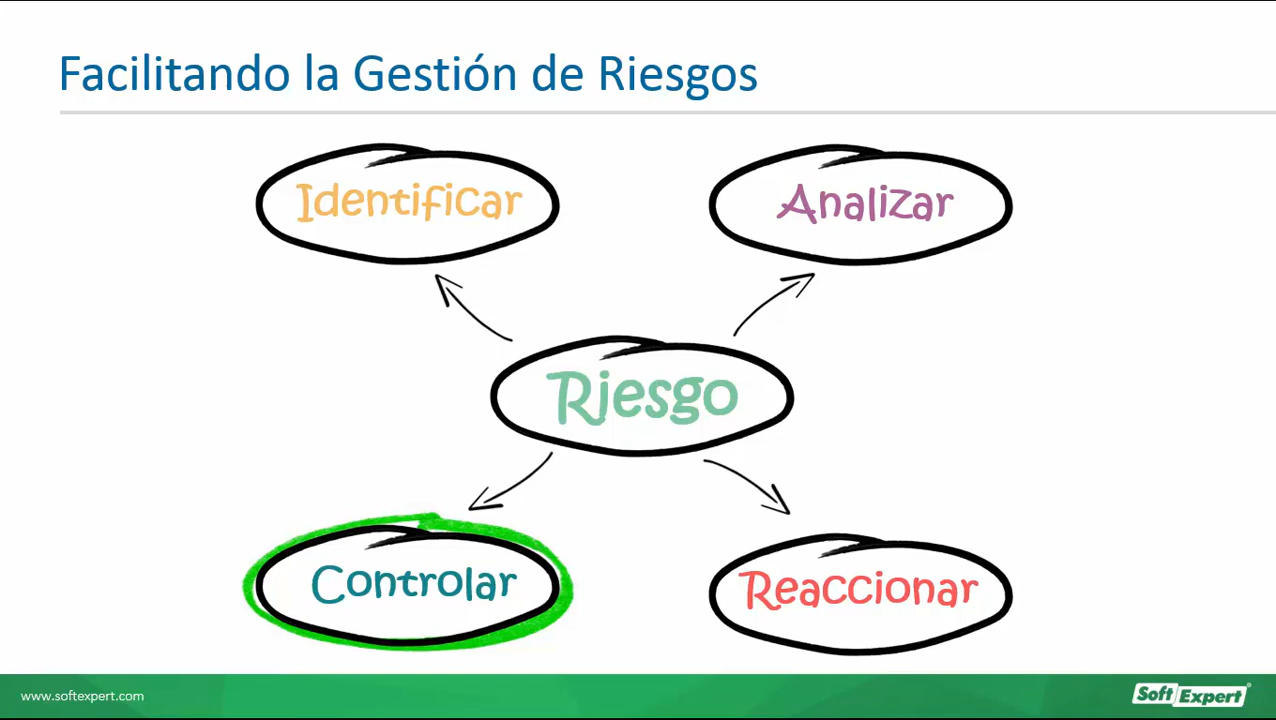 Facilitando la Gestión de Riesgos
Identificar
Analizar
Riesgo
Controlar
Reaccionar
www.softexpert.com
SoftExpert®